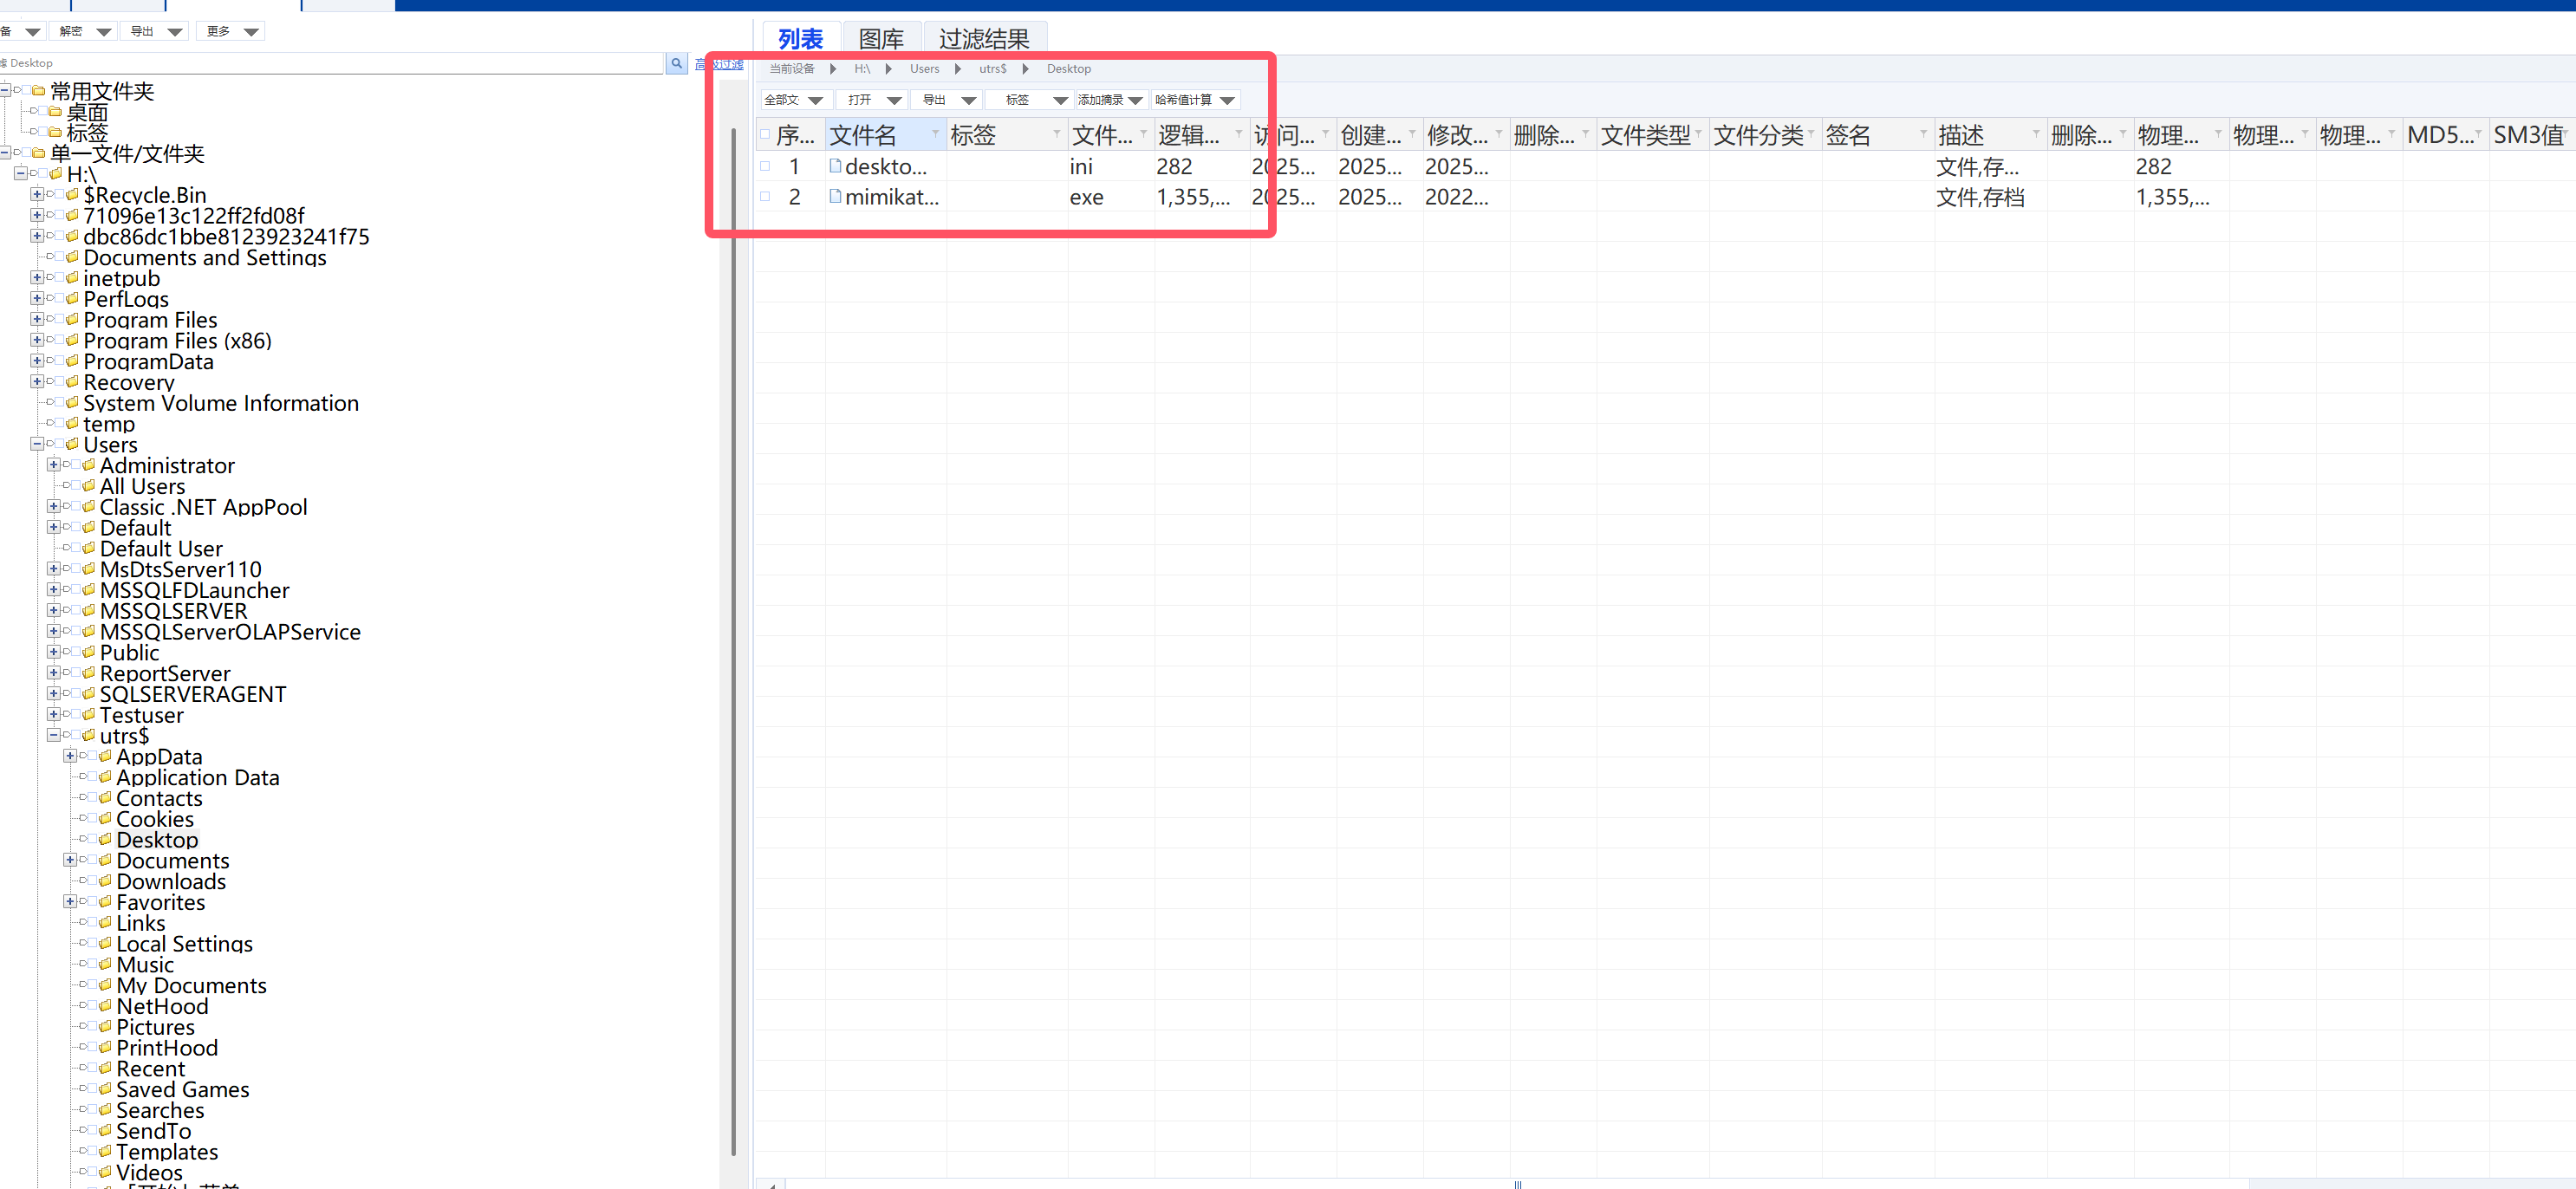 备 解密 导出 更多
Desktop
高级过滤
常用文件夹
桌面
标签
单一文件/文件夹
H:\
$Recycle.Bin
71096e13c122ff2fd08f
dbc86dc1bbe8123923241f75
Documents and Settings
inetpub
PerfLogs
Program Files
Program Files (x86)
ProgramData
Recovery
System Volume Information
temp
Users
Administrator
All Users
Classic .NET AppPool
Default
Default User
MsDtsServer110
MSSQLFDLauncher
MSSQLSERVER
MSSQLServerOLAPService
Public
ReportServer
SQLSERVERAGENT
Testuser
utrs$
AppData
Application Data
Contacts
Cookies
Desktop
Documents
Downloads
Favorites
Links
Local Settings
Music
My Documents
NetHood
Pictures
PrintHood
Recent
Saved Games
Searches
SendTo
Templates
Videos
列表 图库 过滤结果
当前设备 H:\ Users utrs$ Desktop
全部文 打开 导出 标签 添加摘录 哈希值计算
序... 文件名 标签 文件... 逻辑... 访问... 创建... 修改... 删除... 文件类型 文件分类 签名 描述 删除... 物理... 物理... 物理... MD5... SM3值
1 deskto... ini 282 2025... 2025... 2025... 文件,存... 282
2 mimikat... exe 1,355,... 2025... 2025... 2022... 文件,存档 1,355,...